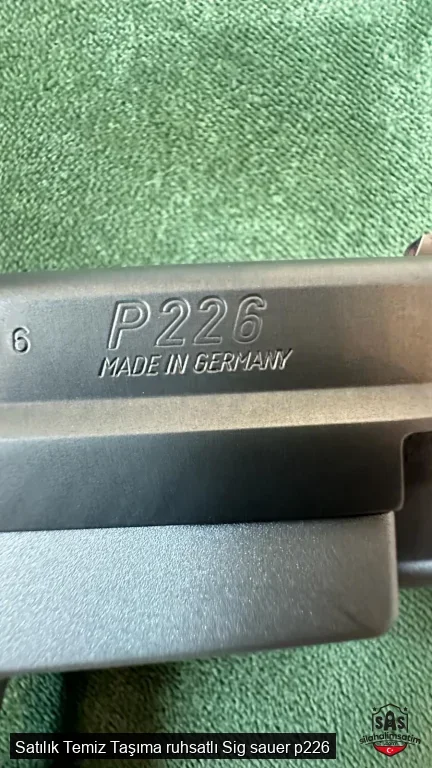 6
P226
MADE IN GERMANY
Satılık Temiz Taşıma ruhsatlı Sig sauer p226
SAS
silahalimsatim